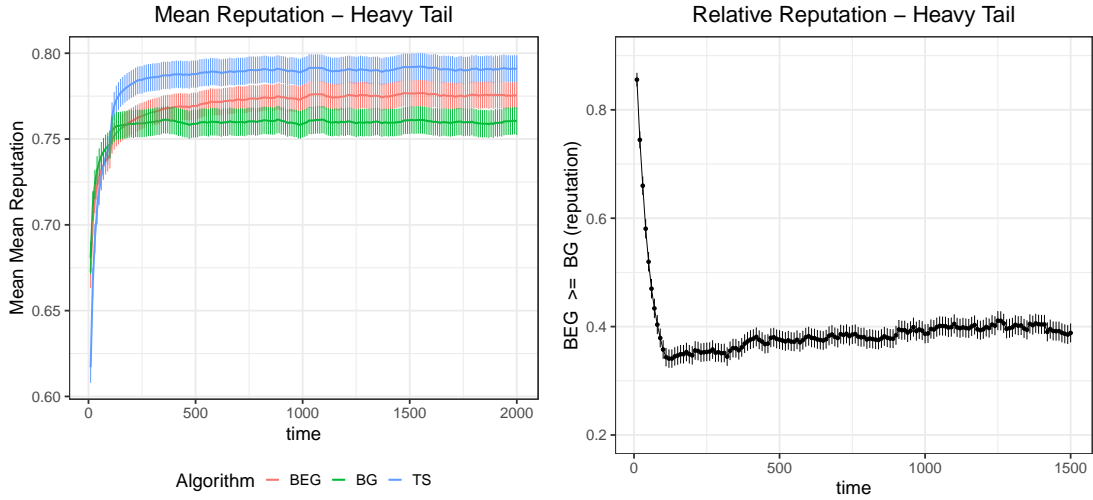 Mean Reputation – Heavy Tail
Mean Mean Reputation
0.80
0.75
0.70
0.65
0.60
0
500
1000
1500
2000
time
Algorithm BEG BG TS
Relative Reputation – Heavy Tail
BEG >= BG (reputation)
0.8
0.6
0.4
0.2
0
500
1000
1500
time